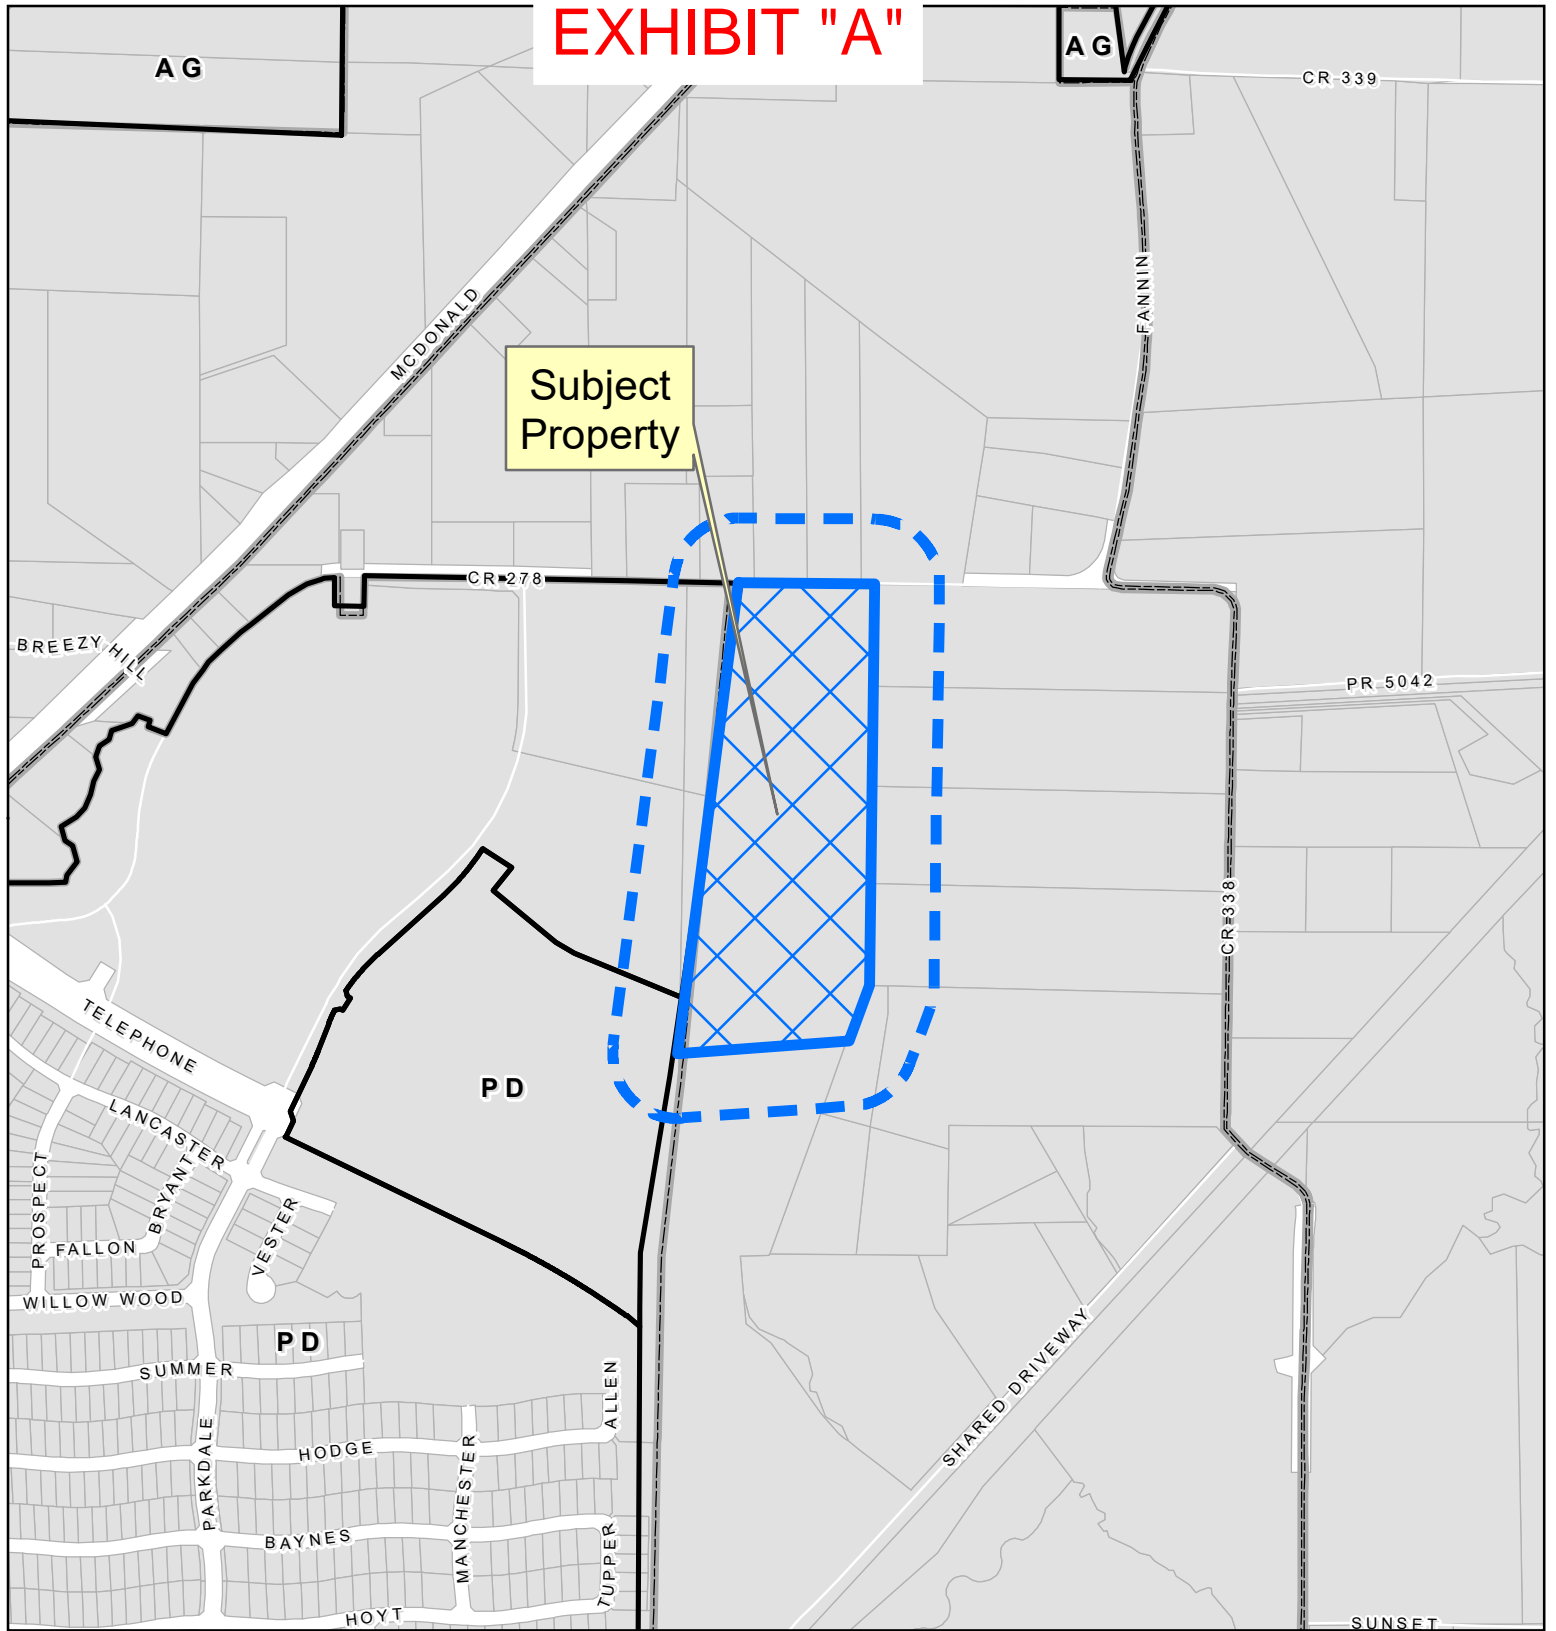 EXHIBIT "A"
AG
AG
CR 339
FANNIN
MCDONALD
Subject
Property
CR 278
BREEZY HILL
PR 5042
CR 338
TELEPHONE
PD
LANCASTER
PROSPECT
BRYANT
VESTER
FALLON
WILLOW WOOD
PD
SUMMER
SHARED DRIVEWAY
ALLEN
PARKDALE
HODGE
MANCHESTER
BAYNES
TUPPER
HOYT
SUNSET